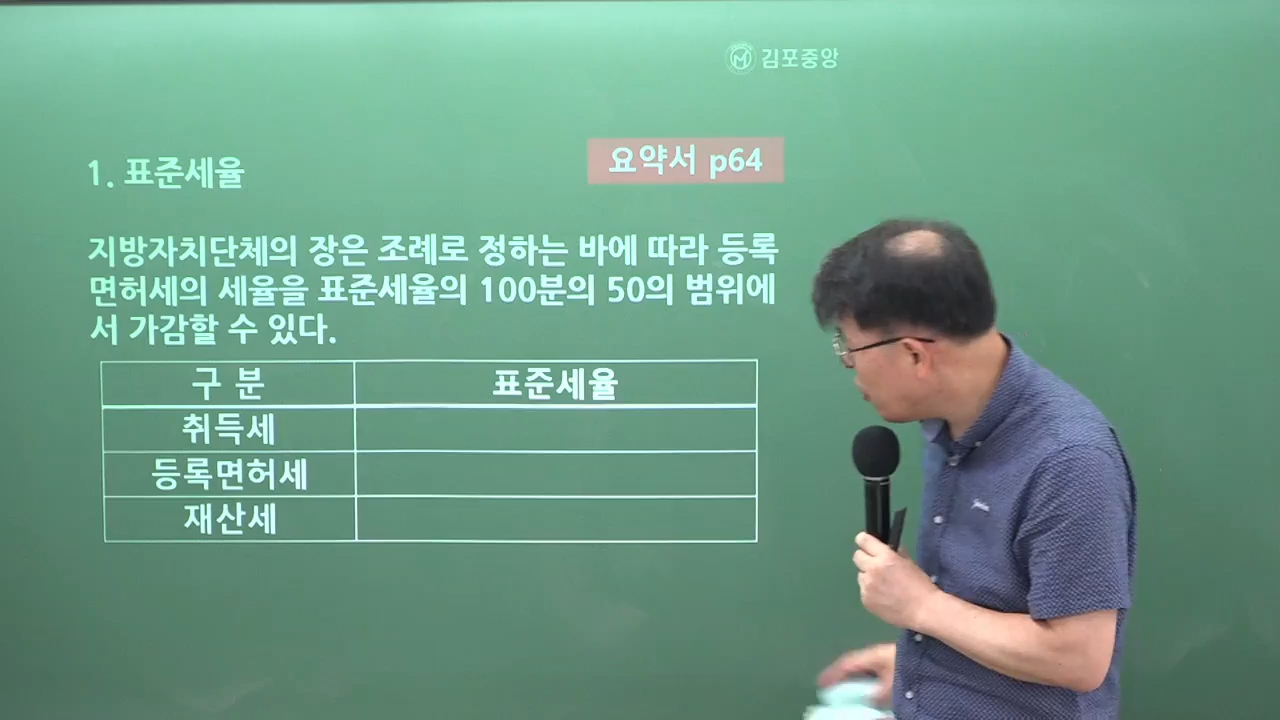 김포중앙
요약서 p64
1. 표준세율
지방자치단체의 장은 조례로 정하는 바에 따라 등록
면허세의 세율을 표준세율의 100분의 50의 범위에
서 가감할 수 있다.
구 분 표준세율
취득세
등록면허세
재산세